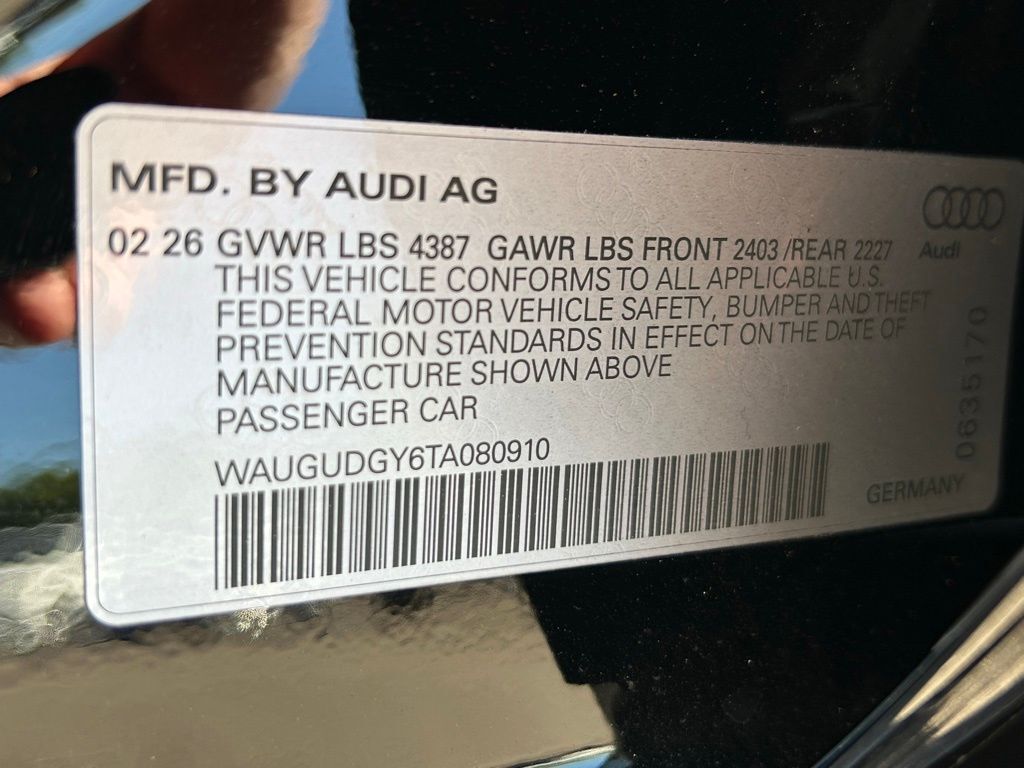 MFD. BY AUDI AG
02 26 GVWR LBS 4387 GAWR LBS FRONT 2403 /REAR 2227
Audi
THIS VEHICLE CONFORMS TO ALL APPLICABLE U.S.
FEDERAL MOTOR VEHICLE SAFETY, BUMPER AND THEFT
PREVENTION STANDARDS IN EFFECT ON THE DATE OF
MANUFACTURE SHOWN ABOVE
PASSENGER CAR
WAUGUDGY6TA080910
GERMANY
0635170